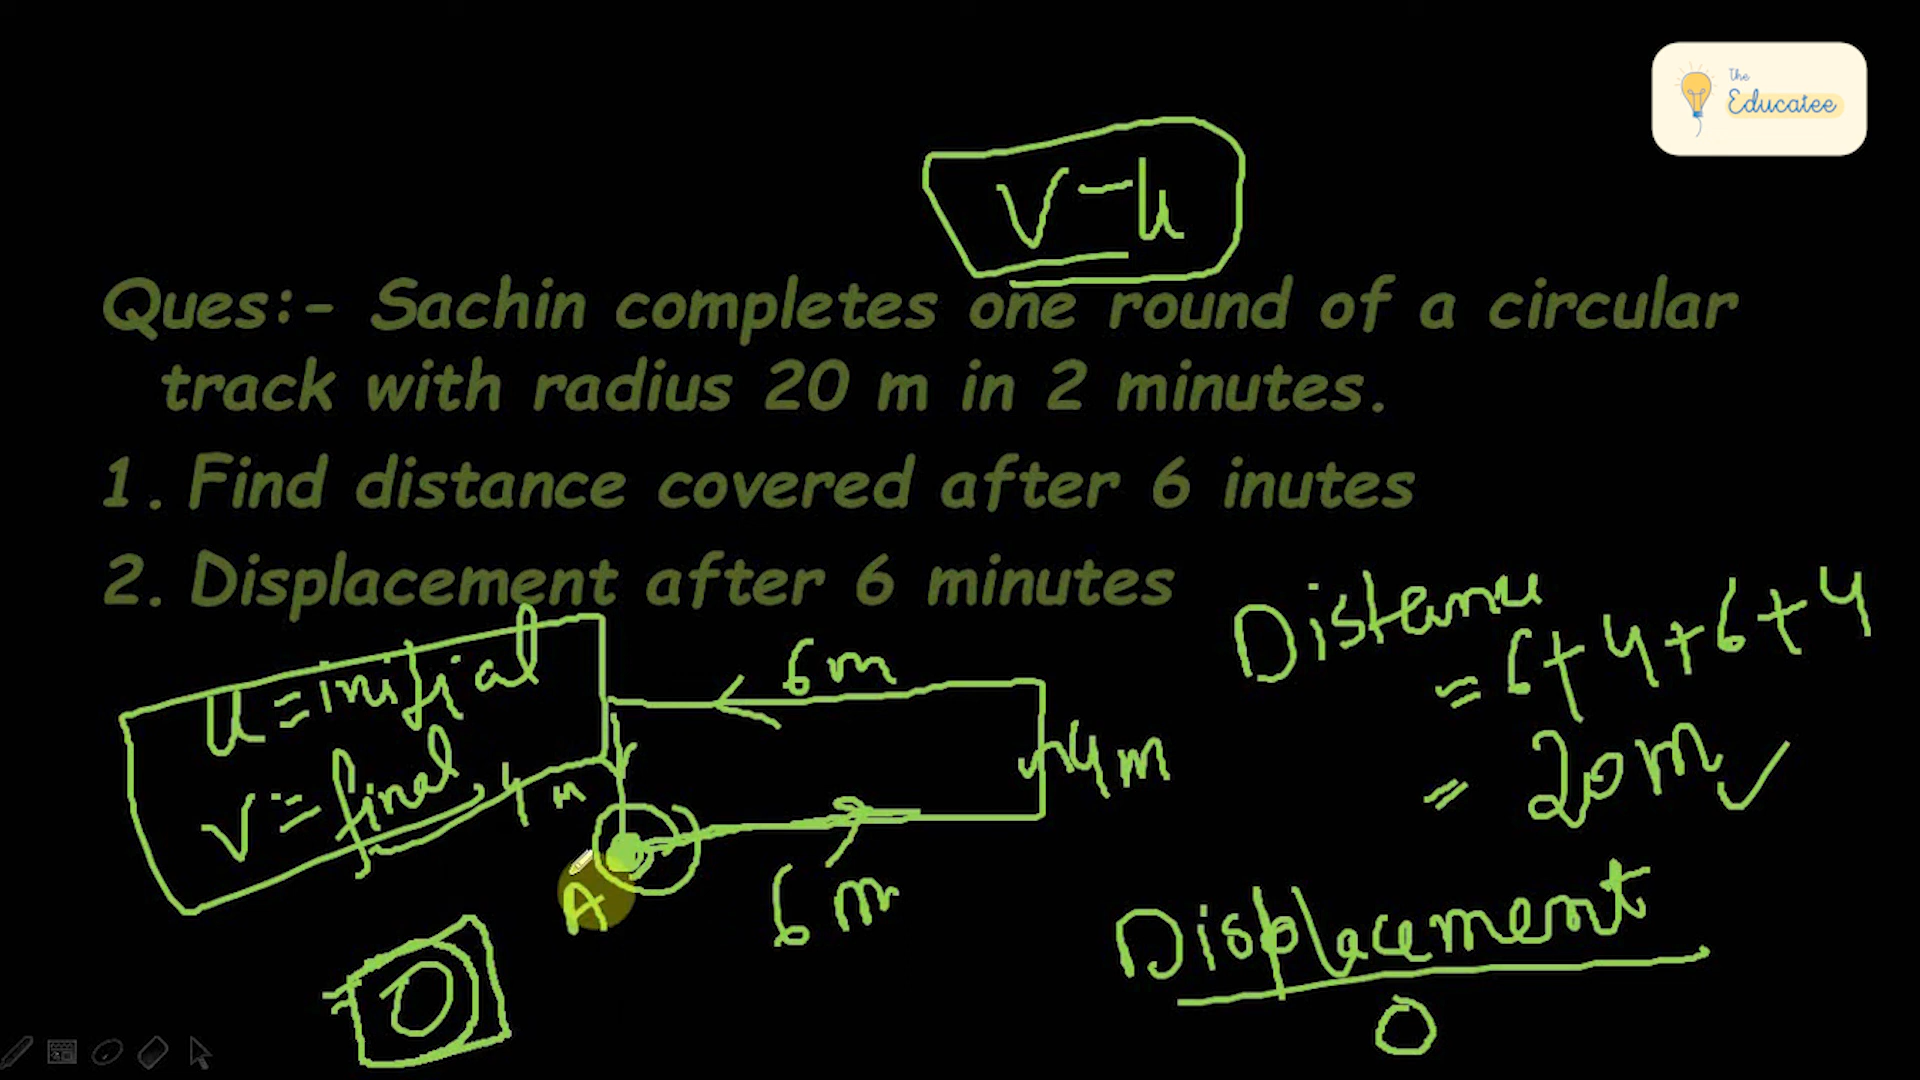 The
Educatee
v-u
Ques:- Sachin completes one round of a circular
track with radius 20 m in 2 minutes.
1. Find distance covered after 6 inutes
2. Displacement after 6 minutes
u=initial
v=final
6m
4m
4m
A
6m
=0
Distance
=6+4+6+4
= 20m✓
Displacement
0